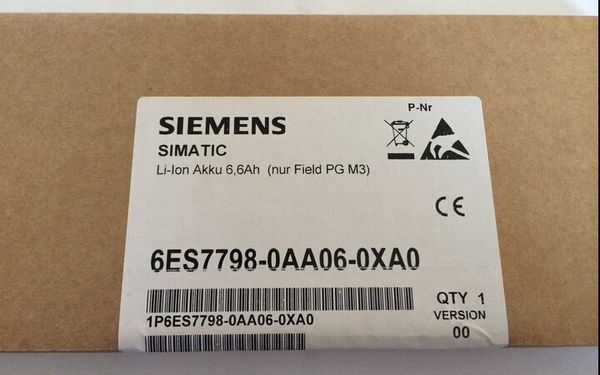 P-Nr
SIEMENS
SIMATIC
Li-Ion Akku 6,6Ah (nur Field PG M3)
CE
6ES7798-0AA06-0XA0
1P6ES7798-0AA06-0XA0
QTY 1
VERSION
00